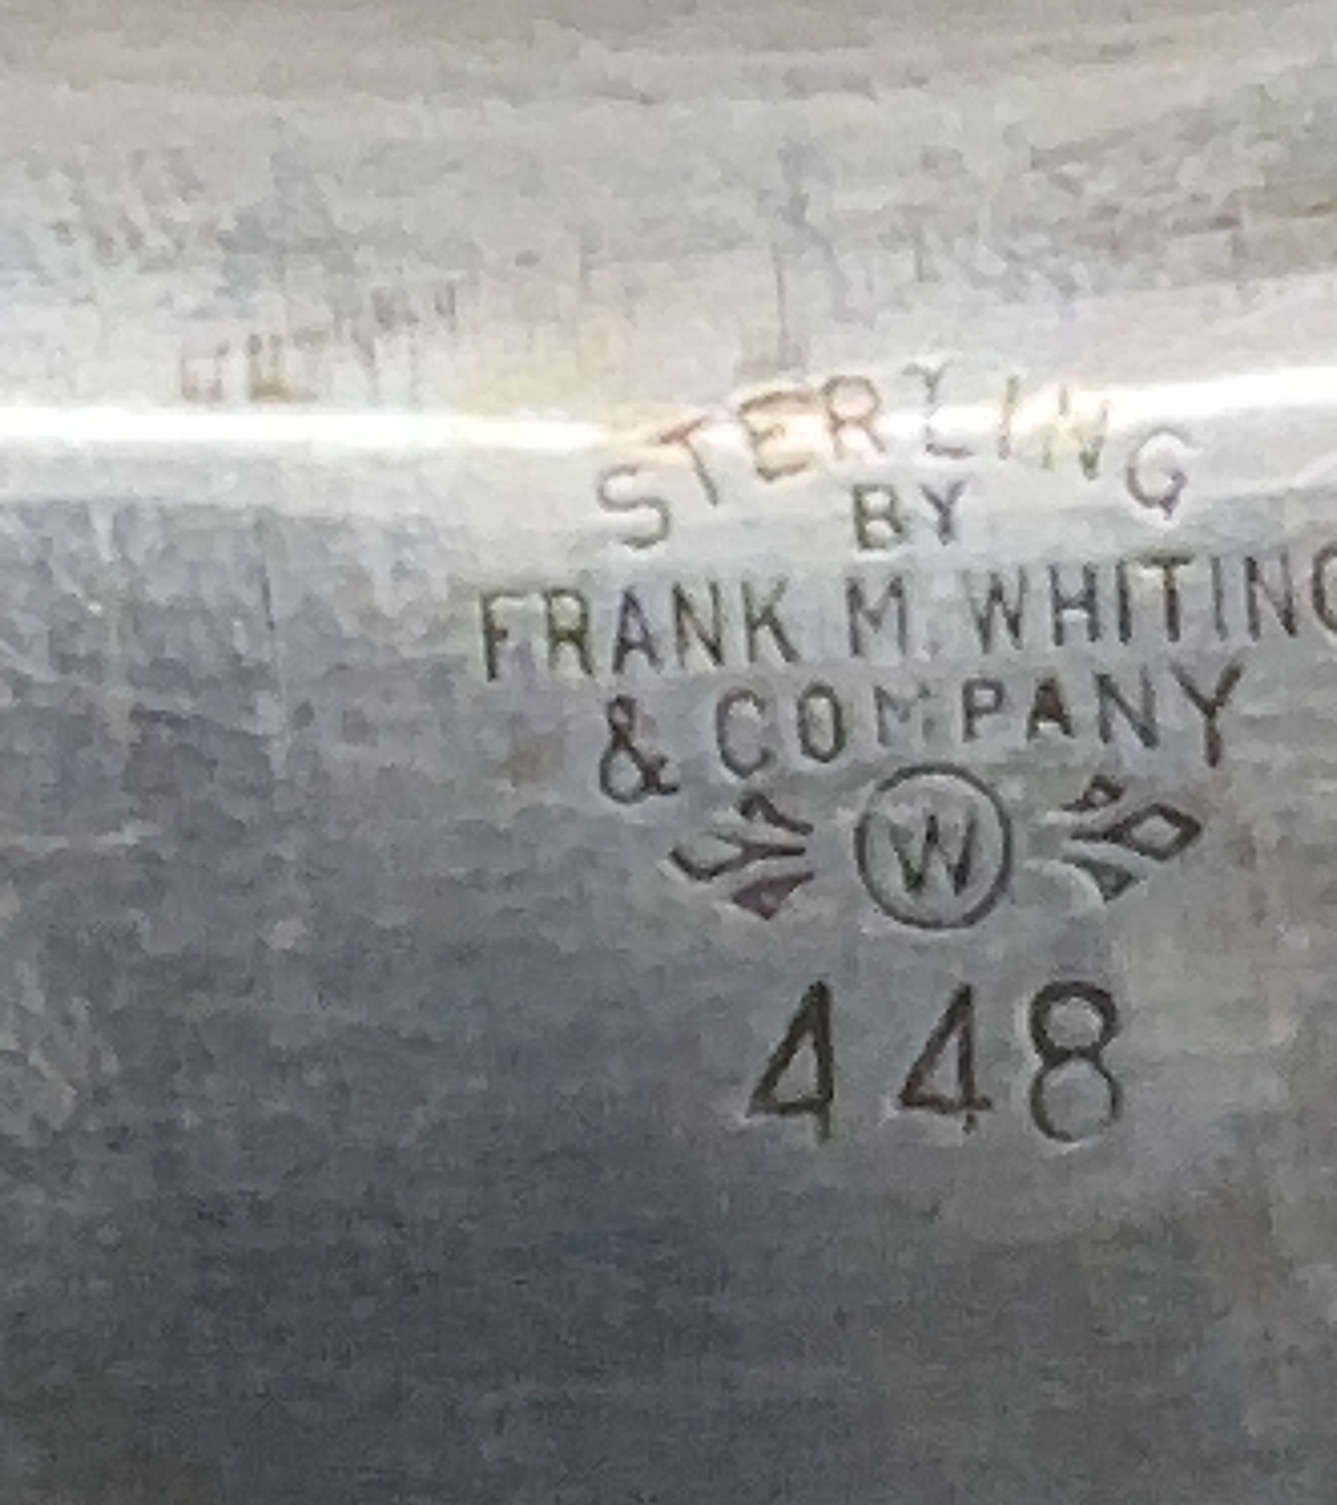 STERLING
BY
FRANK M. WHITING
& COMPANY
W
448